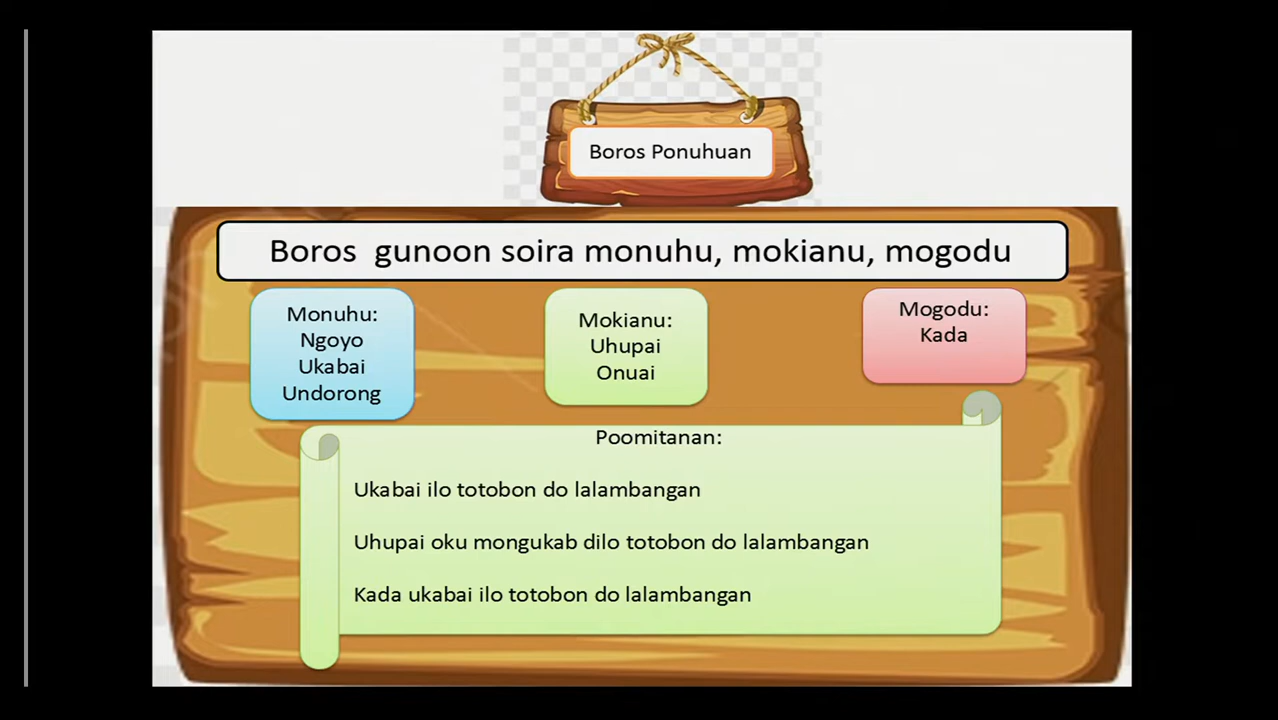 Boros Ponuhuan
Boros gunoon soira monuhu, mokianu, mogodu
Monuhu:
Ngoyo
Ukabai
Undorong
Mokianu:
Uhupai
Onuai
Mogodu:
Kada
Poomitanan:
Ukabai ilo totobon do lalambangan
Uhupai oku mongukab dilo totobon do lalambangan
Kada ukabai ilo totobon do lalambangan